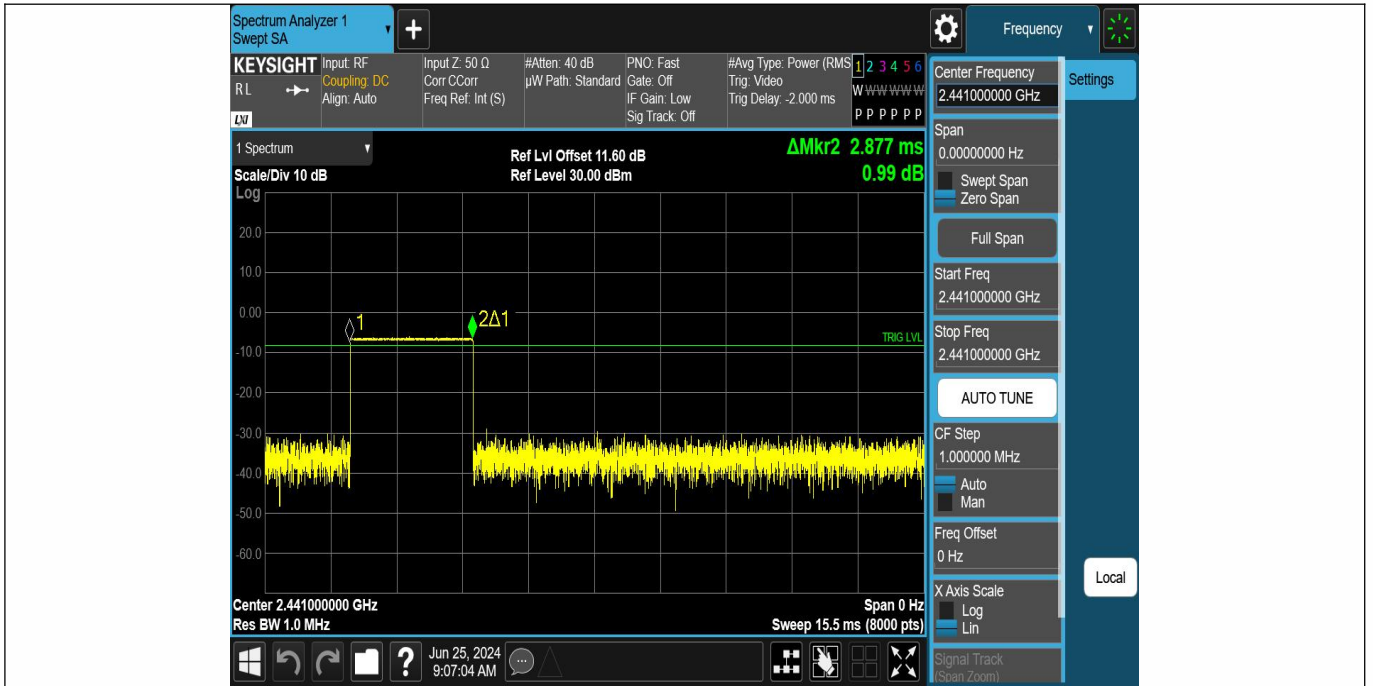 Spectrum Analyzer 1
Swept SA
+
Frequency
KEYSIGHT
RL
LXI
Input: RF
Coupling: DC
Align: Auto
Input Z: 50 Ω
Corr CCorr
Freq Ref: Int (S)
#Atten: 40 dB
µW Path: Standard
PNO: Fast
Gate: Off
IF Gain: Low
Sig Track: Off
#Avg Type: Power (RMS
Trig: Video
Trig Delay: -2.000 ms
1 2 3 4 5 6
W W W W W W
P P P P P P
1 Spectrum
Scale/Div 10 dB
Ref Lvl Offset 11.60 dB
Ref Level 30.00 dBm
ΔMkr2 2.877 ms
0.99 dB
Log
20.0
10.0
0.00
-10.0
-20.0
-30.0
-40.0
-50.0
-60.0
1
2Δ1
TRIG LVL
Center 2.441000000 GHz
Res BW 1.0 MHz
Span 0 Hz
Sweep 15.5 ms (8000 pts)
Center Frequency
2.441000000 GHz
Settings
Span
0.00000000 Hz
Swept Span
Zero Span
Full Span
Start Freq
2.441000000 GHz
Stop Freq
2.441000000 GHz
AUTO TUNE
CF Step
1.000000 MHz
Auto
Man
Freq Offset
0 Hz
X Axis Scale
Log
Lin
Local
Signal Track
(Span Zoom)
?
Jun 25, 2024
9:07:04 AM